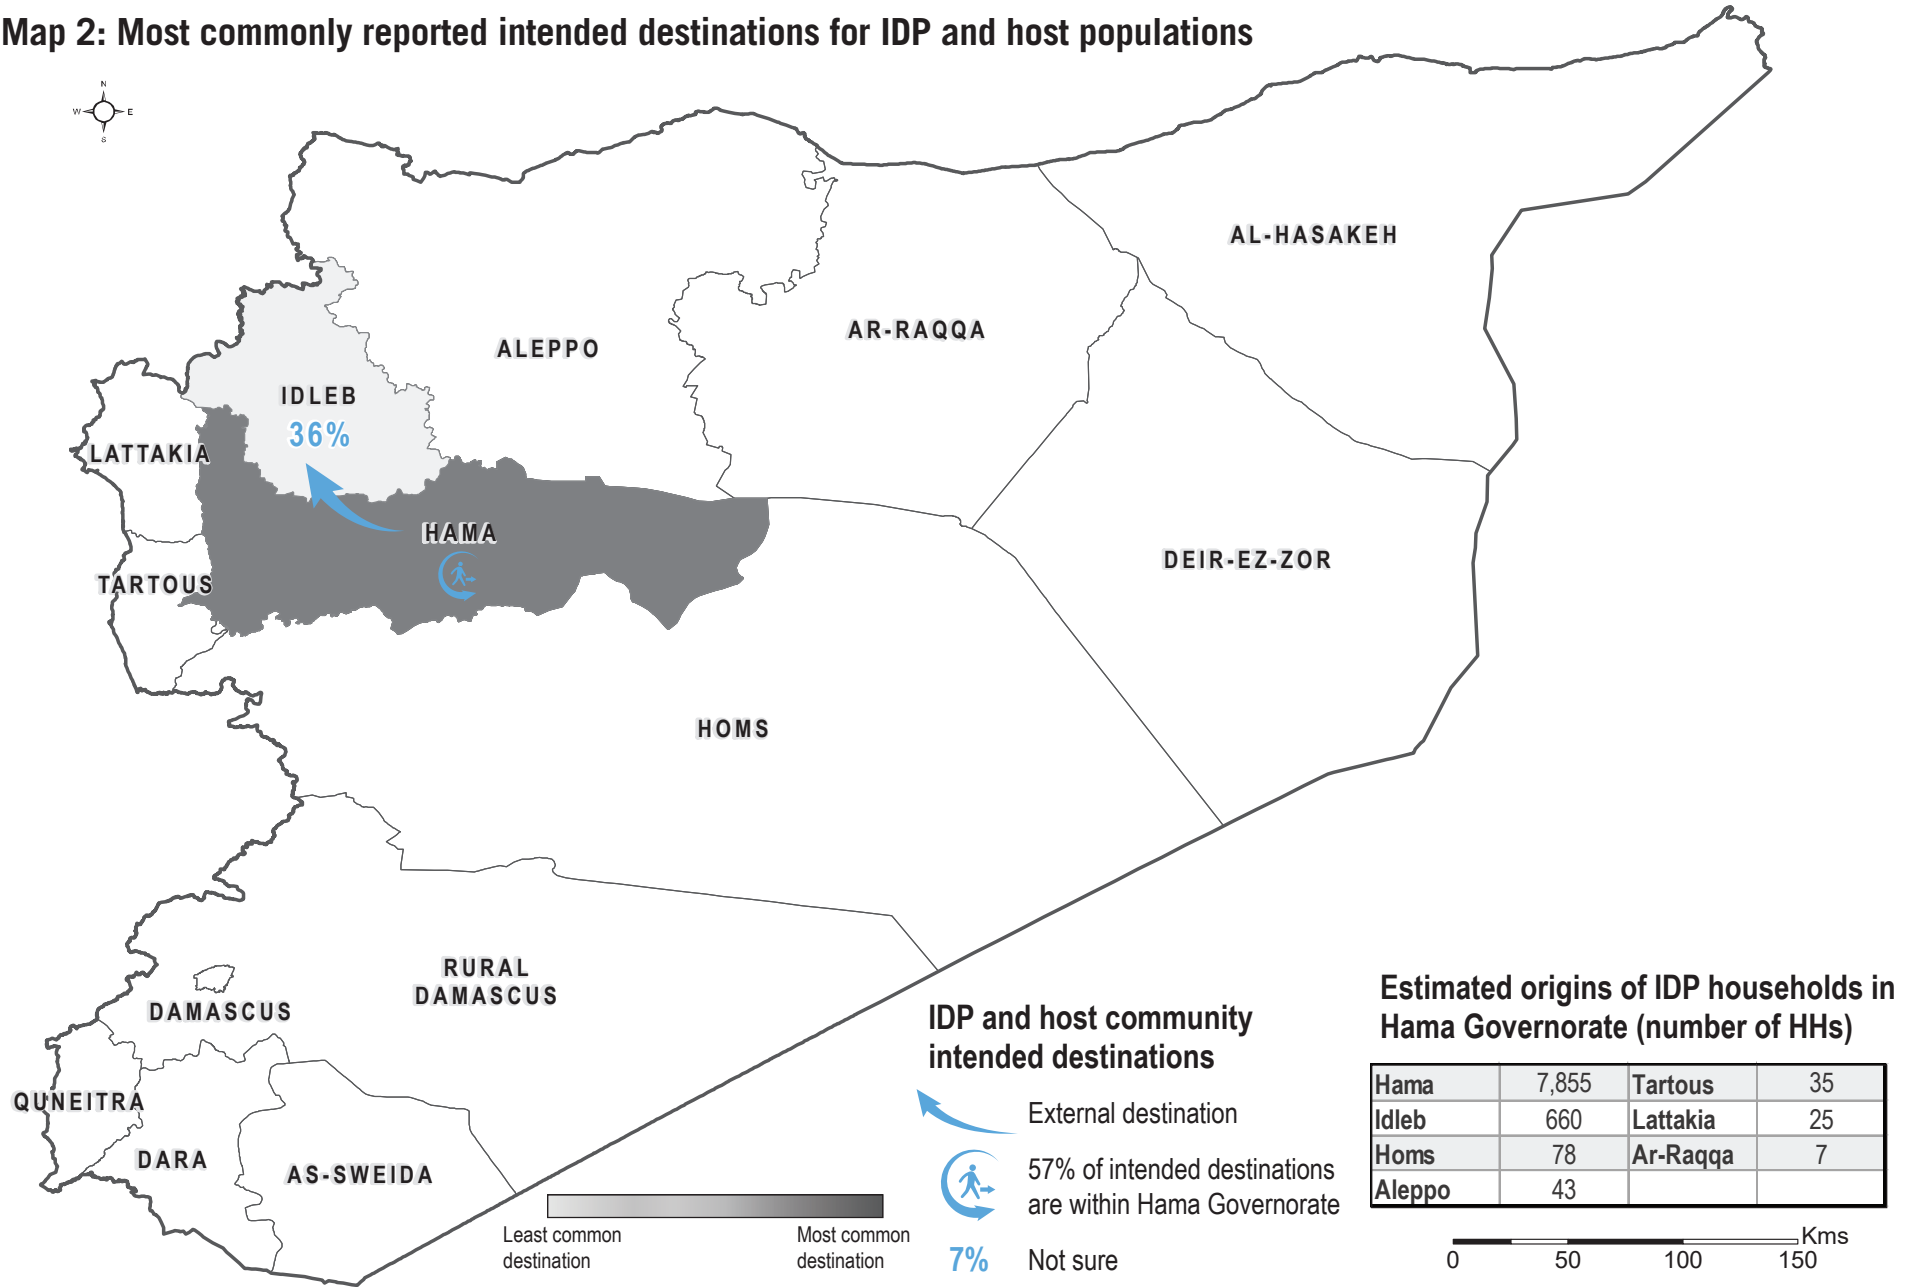 Map 2: Most commonly reported intended destinations for IDP and host populations
N
W E
S
AL-HASAKEH
AR-RAQQA
ALEPPO
IDLEB
36%
LATTAKIA
HAMA
DEIR-EZ-ZOR
TARTOUS
HOMS
RURAL
DAMASCUS
DAMASCUS
QUNEITRA
DARA
AS-SWEIDA
Least common
destination
Most common
destination
IDP and host community
intended destinations
External destination
57% of intended destinations
are within Hama Governorate
7% Not sure
Estimated origins of IDP households in
Hama Governorate (number of HHs)
Hama 7,855 Tartous 35
Idleb 660 Lattakia 25
Homs 78 Ar-Raqqa 7
Aleppo 43
Kms
0 50 100 150